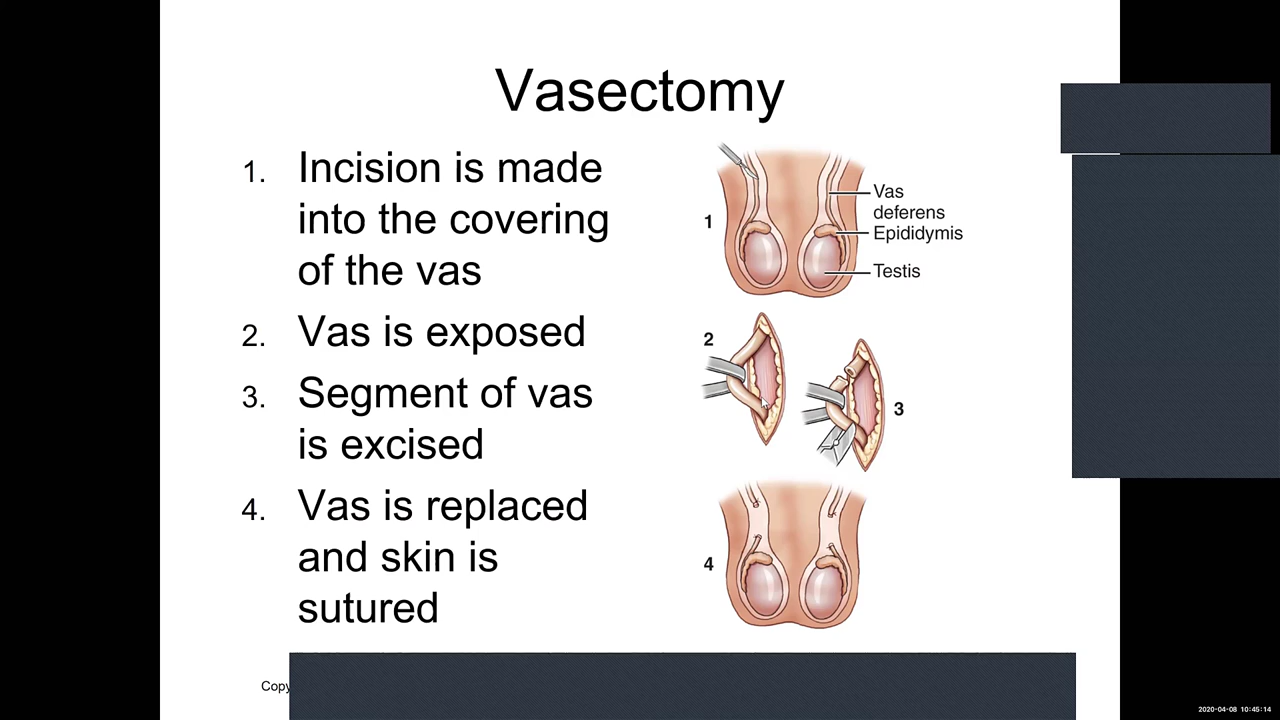 Vasectomy
1. Incision is made
into the covering
of the vas
2. Vas is exposed
3. Segment of vas
is excised
4. Vas is replaced
and skin is
sutured
1
Vas
deferens
Epididymis
Testis
2
3
4
Copy
2020-04-08 10:45:14